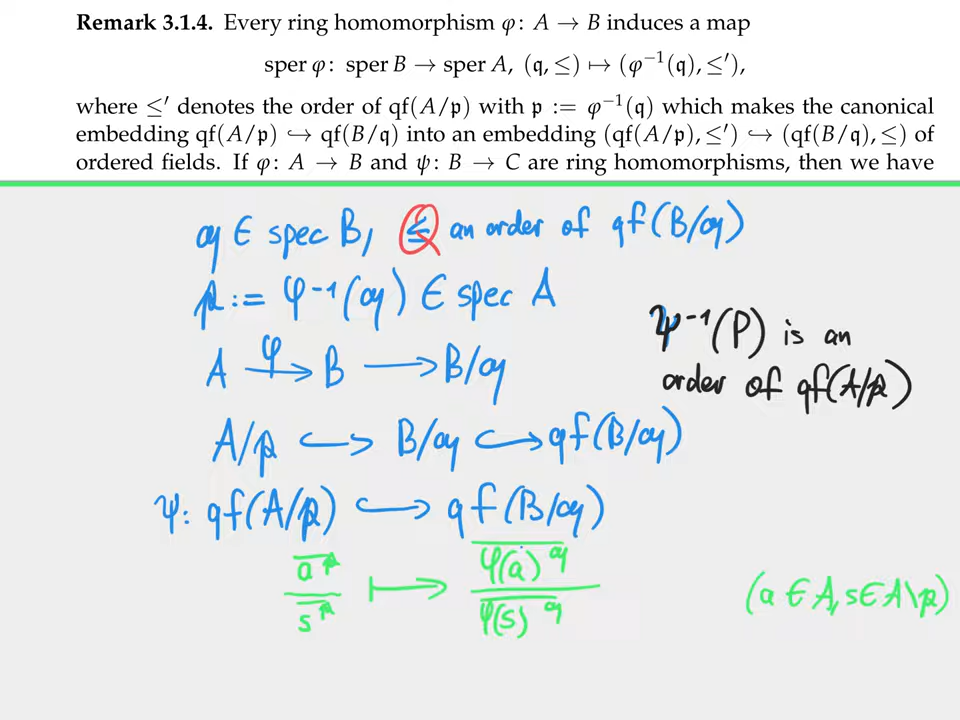 Remark 3.1.4. Every ring homomorphism φ: A → B induces a map
sper φ: sper B → sper A, (𝔮, ≤) ↦ (φ⁻¹(𝔮), ≤′),
where ≤′ denotes the order of qf(A/𝔭) with 𝔭 := φ⁻¹(𝔮) which makes the canonical
embedding qf(A/𝔭) ↪ qf(B/𝔮) into an embedding (qf(A/𝔭), ≤′) ↪ (qf(B/𝔮), ≤) of
ordered fields. If φ: A → B and ψ: B → C are ring homomorphisms, then we have
𝔮 ∈ spec B, ≤ an order of qf(B/𝔮)
𝔭 := φ⁻¹(𝔮) ∈ spec A
ψ⁻¹(P) is an
order of qf(A/𝔭)
A —φ→ B → B/𝔮
A/𝔭 ↪ B/𝔮 ↪ qf(B/𝔮)
ψ: qf(A/𝔭) ↪ qf(B/𝔮)
a̅^𝔭 / s̅^𝔭 ↦ φ(a)̅^𝔮 / φ(s)̅^𝔮 (a ∈ A, s ∈ A\𝔭)